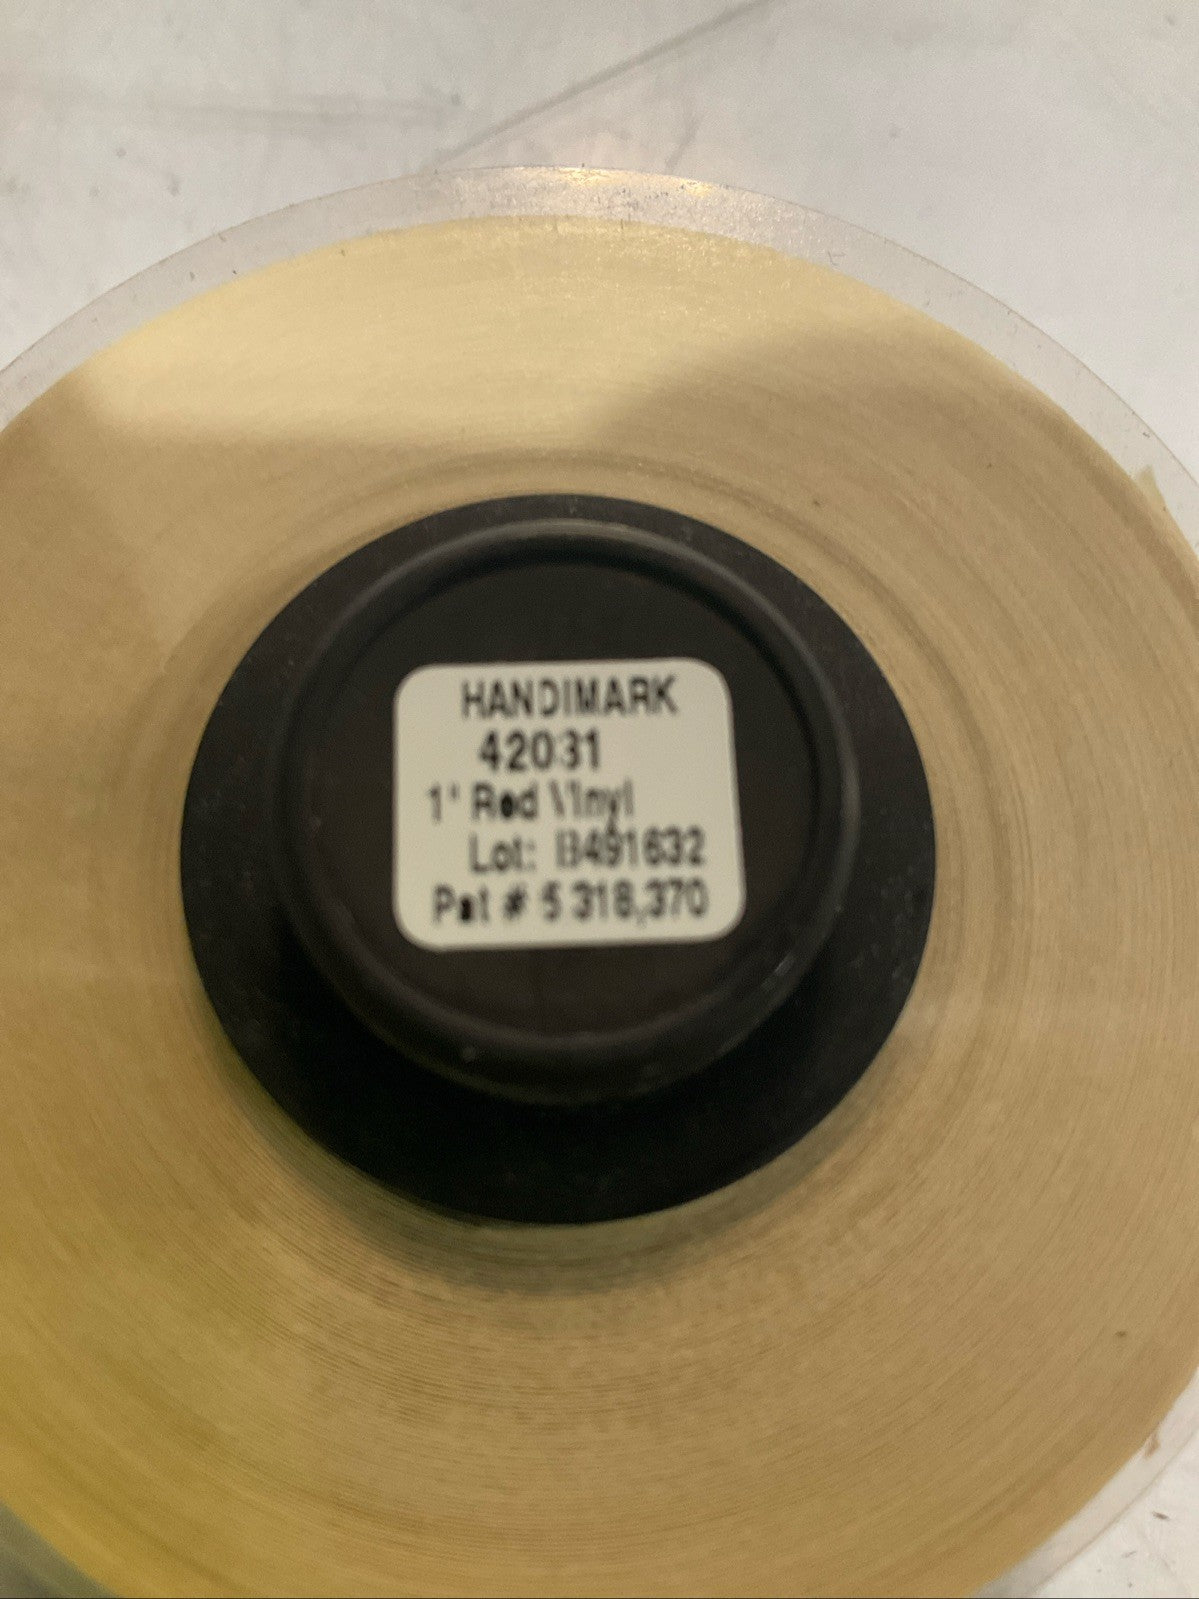 HANDIMARK
42031
1" Red Vinyl
Lot: B491632
Pat # 5,318,370